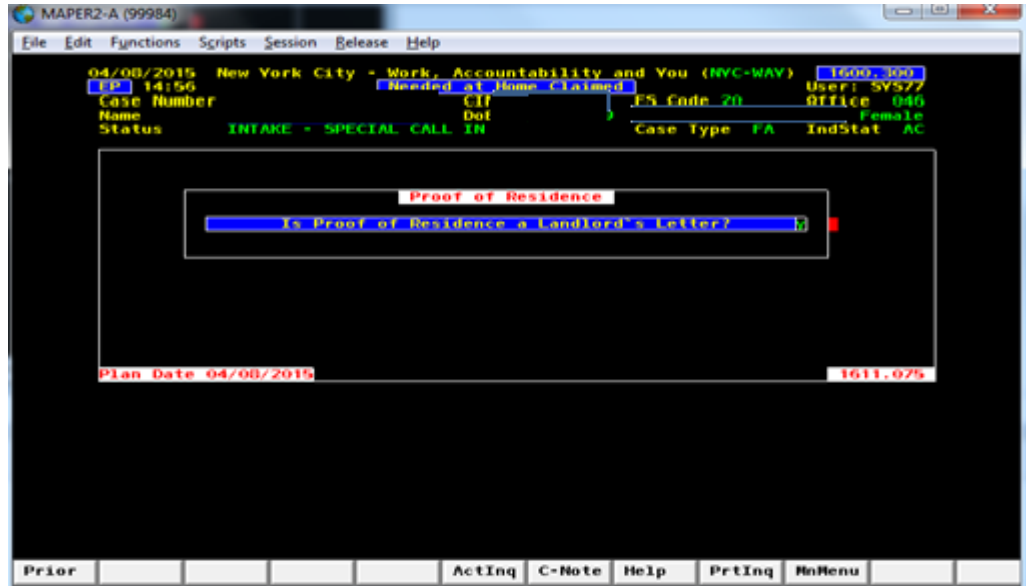 MAPER2-A (99984)
File Edit Functions Scripts Session Release Help
04/08/2015 New York City - Work, Accountability and You (NYC-WAY) 1600.300
EP 14:56 Needed at Home Claimed User: SYS77
Case Number FS Code 20 Office 046
Name DoB Female
Status INTAKE - SPECIAL CALL IN Case Type FA IndStat AC
Proof of Residence
Is Proof of Residence a Landlord's Letter? Y
Plan Date 04/08/2015 1611.075
Prior ActInq C-Note Help PrtInq MnMenu